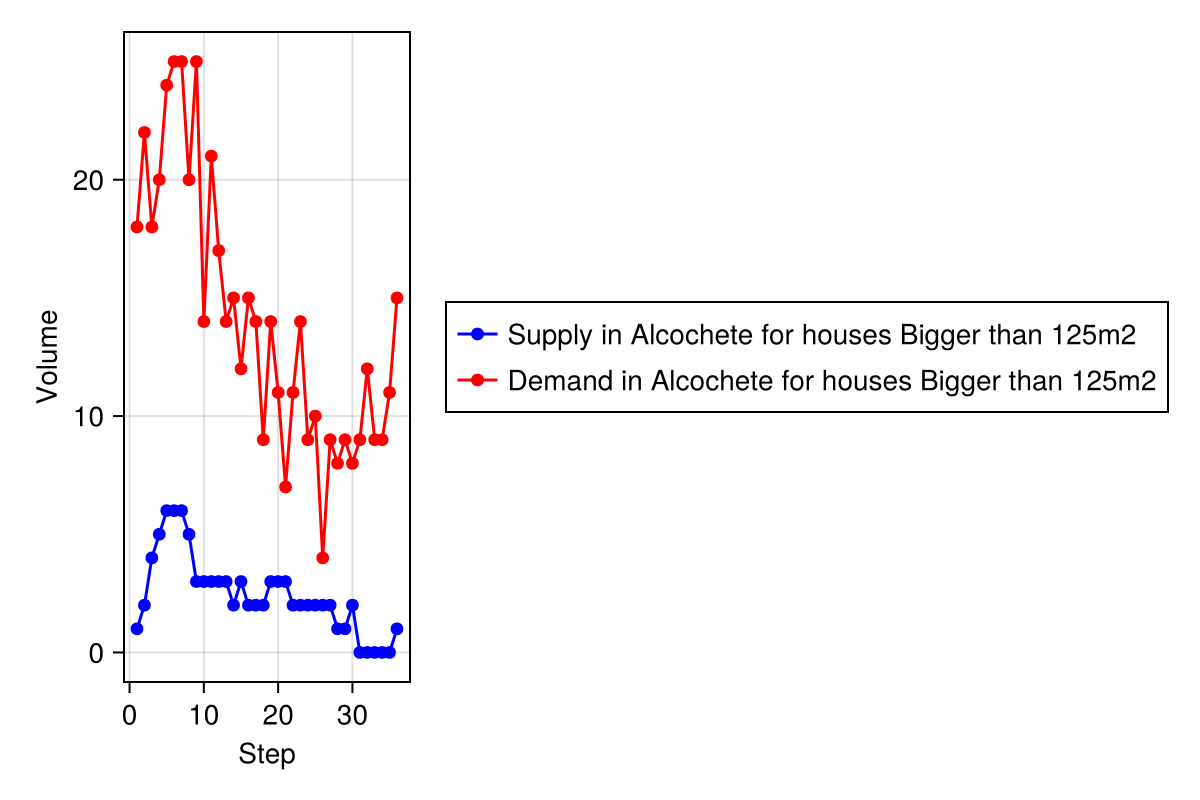 Volume
20
10
0
0 10 20 30
Step
Supply in Alcochete for houses Bigger than 125m2
Demand in Alcochete for houses Bigger than 125m2